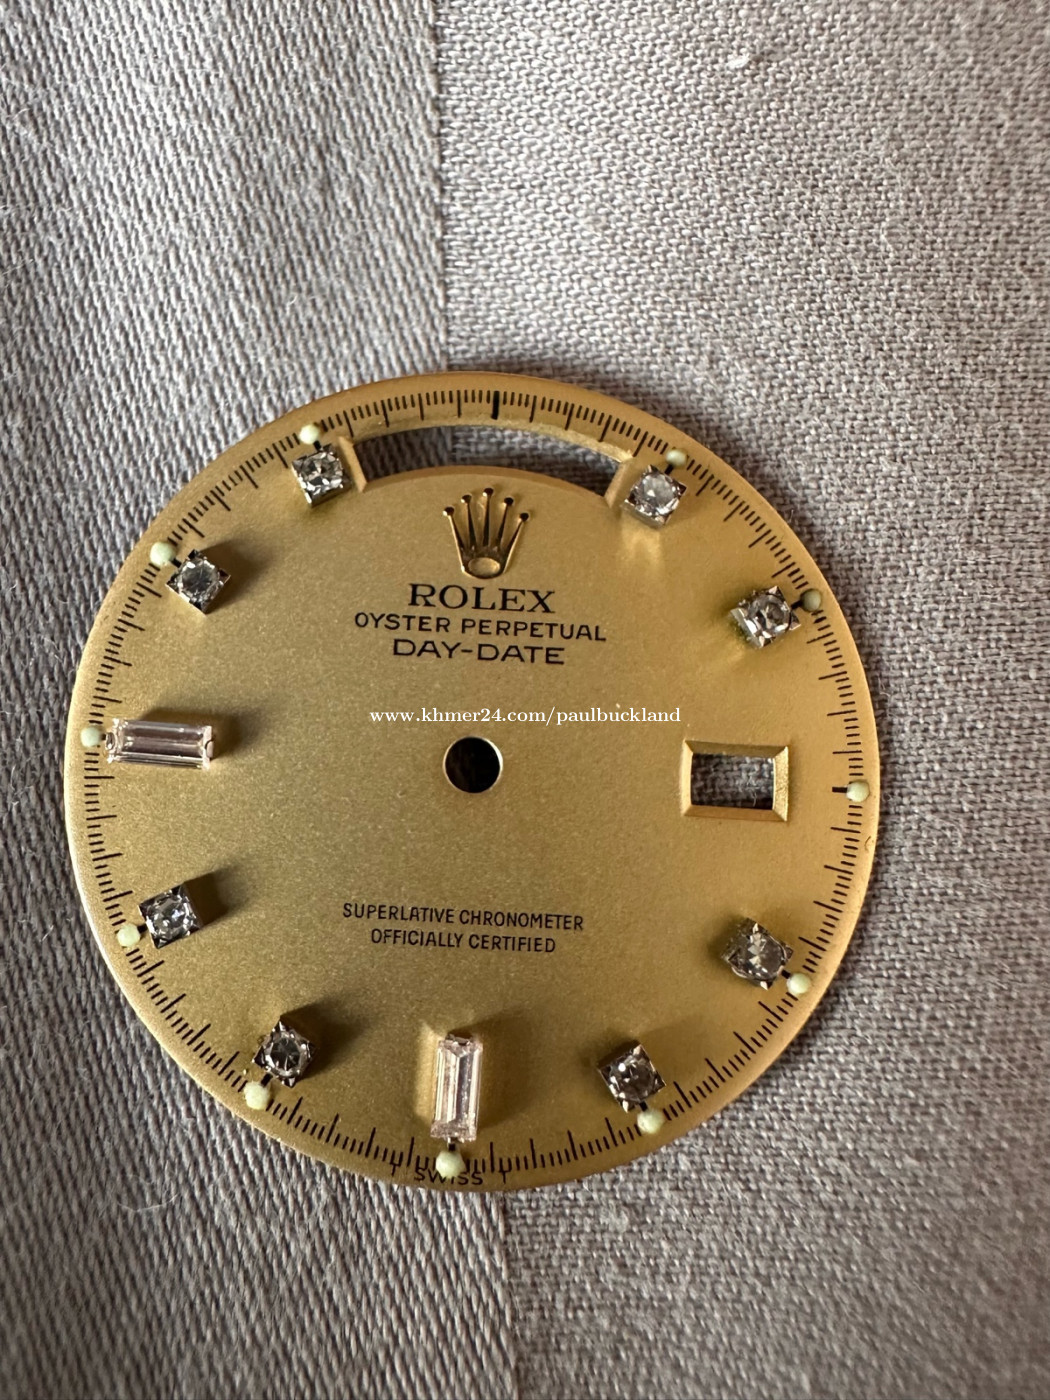 ROLEX
OYSTER PERPETUAL
DAY-DATE
www.khmer24.com/paulbuckland
SUPERLATIVE CHRONOMETER
OFFICIALLY CERTIFIED
T SWISS T